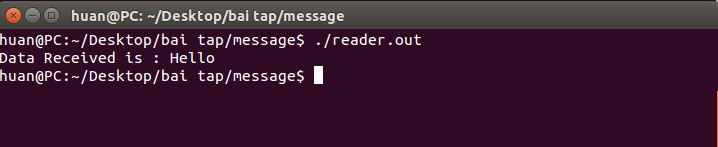 huan@PC: ~/Desktop/bai tap/message
huan@PC:~/Desktop/bai tap/message$ ./reader.out
Data Received is : Hello
huan@PC:~/Desktop/bai tap/message$